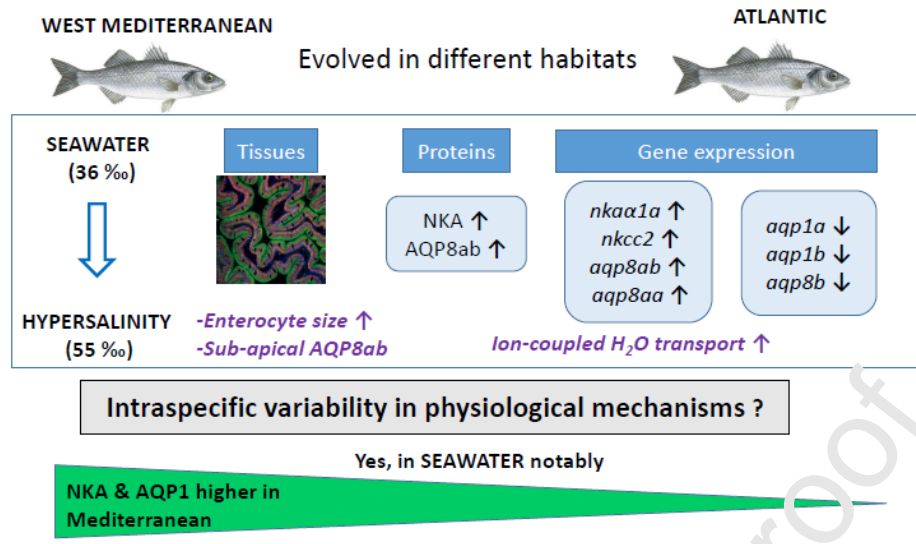 WEST MEDITERRANEAN
ATLANTIC
Evolved in different habitats
SEAWATER
(36 ‰)
Tissues
Proteins
Gene expression
NKA ↑
AQP8ab ↑
nkaα1a ↑
nkcc2 ↑
aqp8ab ↑
aqp8aa ↑
aqp1a ↓
aqp1b ↓
aqp8b ↓
HYPERSALINITY
(55 ‰)
-Enterocyte size ↑
-Sub-apical AQP8ab
Ion-coupled H₂O transport ↑
Intraspecific variability in physiological mechanisms ?
Yes, in SEAWATER notably
NKA & AQP1 higher in
Mediterranean
roof